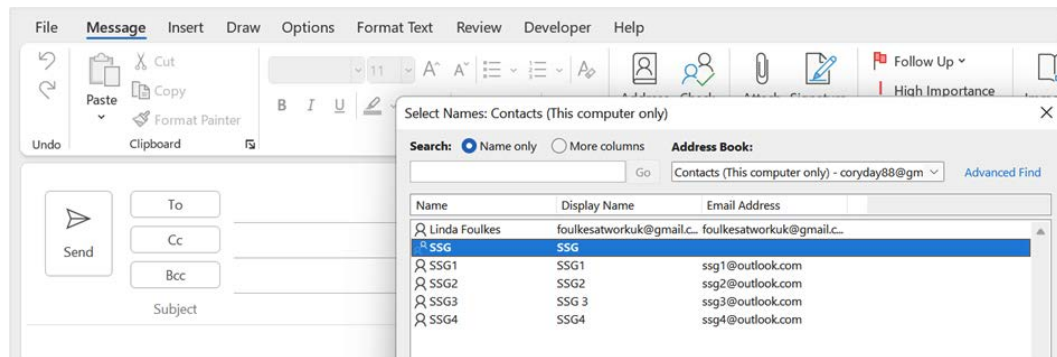 File Message Insert Draw Options Format Text Review Developer Help
Cut
Copy
Format Painter
Paste
Undo
Clipboard
11
B I U
Follow Up
High Importance
Select Names: Contacts (This computer only)
Search: Name only More columns Address Book:
Go Contacts (This computer only) - coryday88@gm Advanced Find
Name Display Name Email Address
Linda Foulkes foulkesatworkuk@gmail.c... foulkesatworkuk@gmail.c...
SSG SSG
SSG1 SSG1 ssg1@outlook.com
SSG2 SSG2 ssg2@outlook.com
SSG3 SSG 3 ssg3@outlook.com
SSG4 SSG4 ssg4@outlook.com
Send
To
Cc
Bcc
Subject